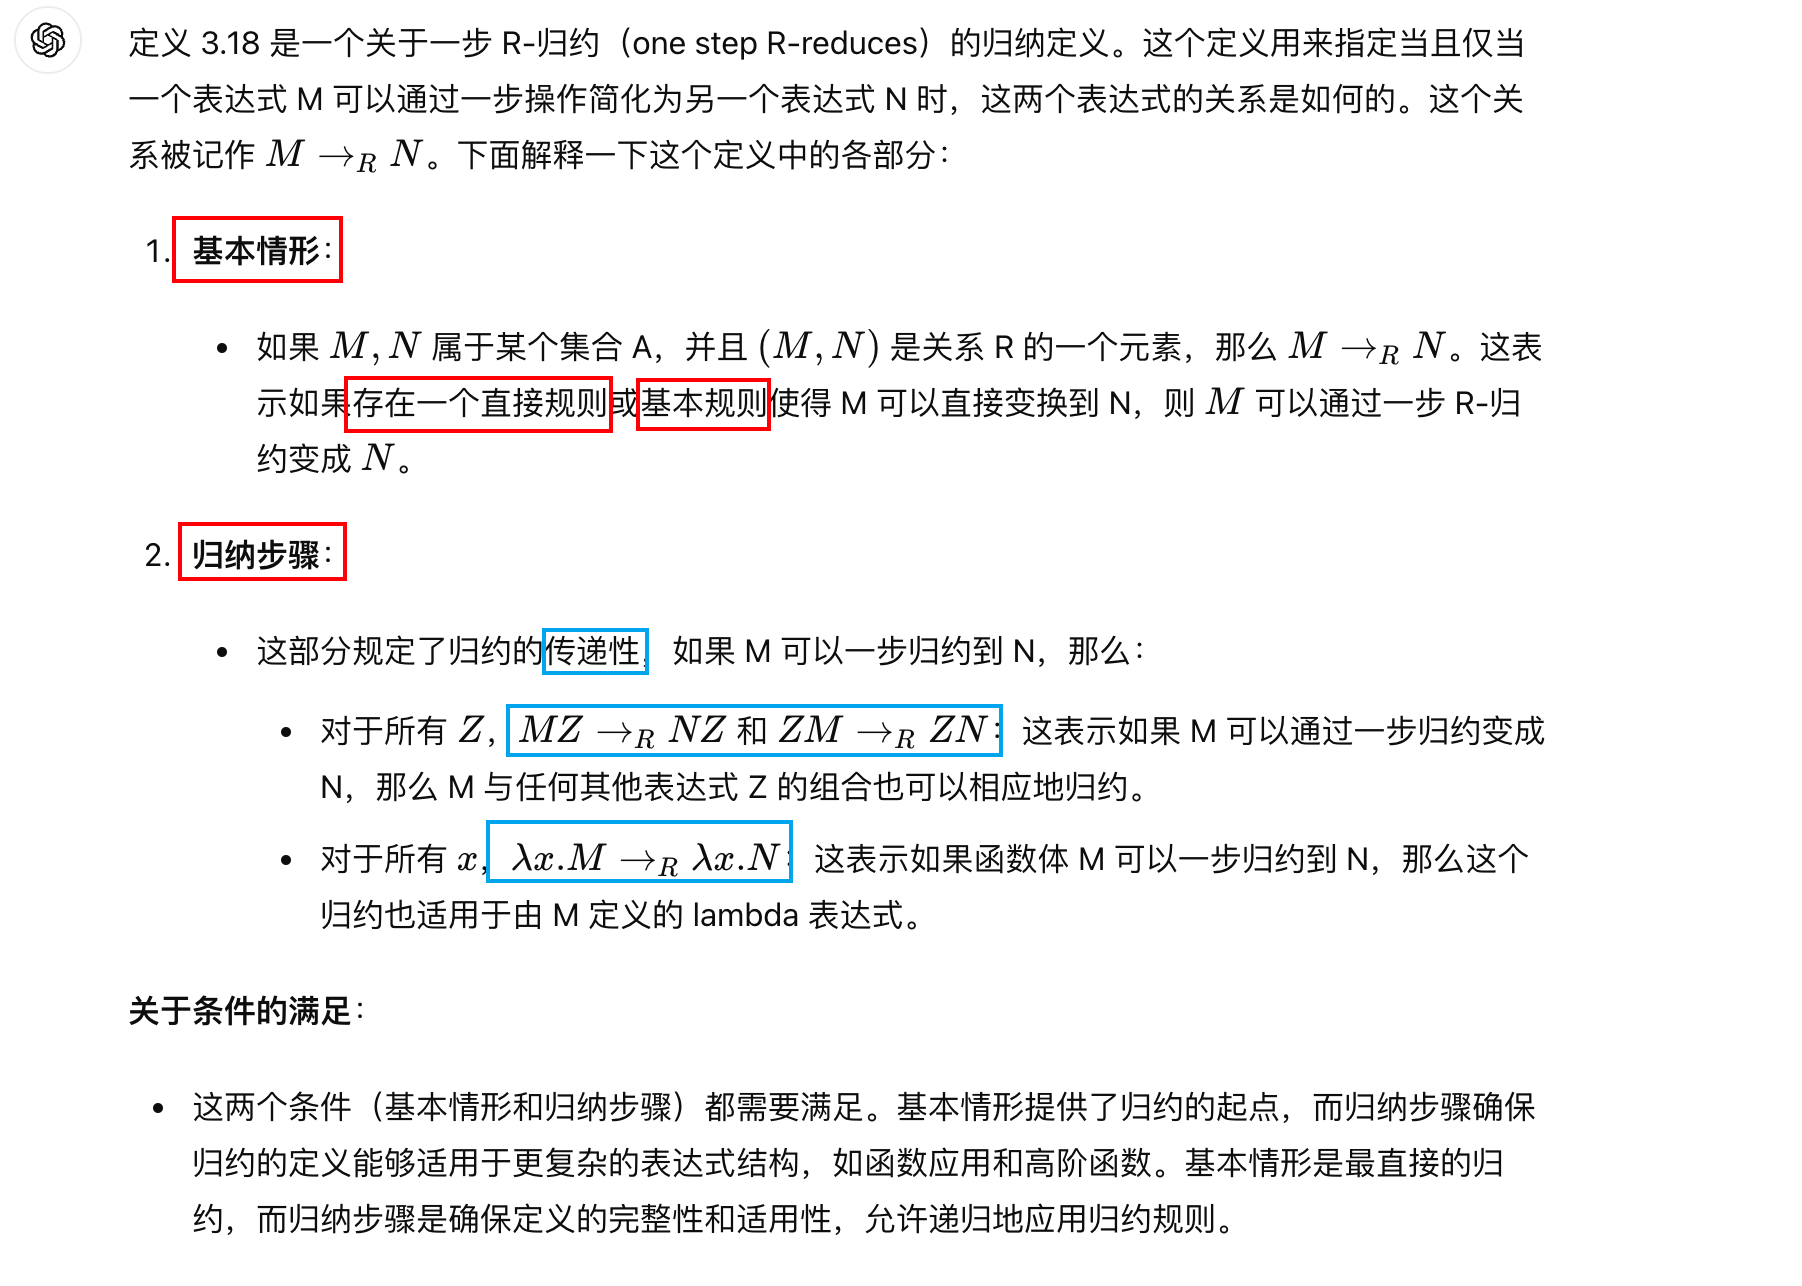 定义 3.18 是一个关于一步 R-归约（one step R-reduces）的归纳定义。这个定义用来指定当且仅当
一个表达式 M 可以通过一步操作简化为另一个表达式 N 时，这两个表达式的关系是如何的。这个关
系被记作 M →R N。下面解释一下这个定义中的各部分：
1. 基本情形：
• 如果 M, N 属于某个集合 A，并且 (M, N) 是关系 R 的一个元素，那么 M →R N。这表
示如果存在一个直接规则或基本规则使得 M 可以直接变换到 N，则 M 可以通过一步 R-归
约变成 N。
2. 归纳步骤：
• 这部分规定了归约的传递性，如果 M 可以一步归约到 N，那么：
• 对于所有 Z, MZ →R NZ 和 ZM →R ZN：这表示如果 M 可以通过一步归约变成
N，那么 M 与任何其他表达式 Z 的组合也可以相应地归约。
• 对于所有 x, λx.M →R λx.N：这表示如果函数体 M 可以一步归约到 N，那么这个
归约也适用于由 M 定义的 lambda 表达式。
关于条件的满足：
• 这两个条件（基本情形和归纳步骤）都需要满足。基本情形提供了归约的起点，而归纳步骤确保
归约的定义能够适用于更复杂的表达式结构，如函数应用和高阶函数。基本情形是最直接的归
约，而归纳步骤是确保定义的完整性和适用性，允许递归地应用归约规则。